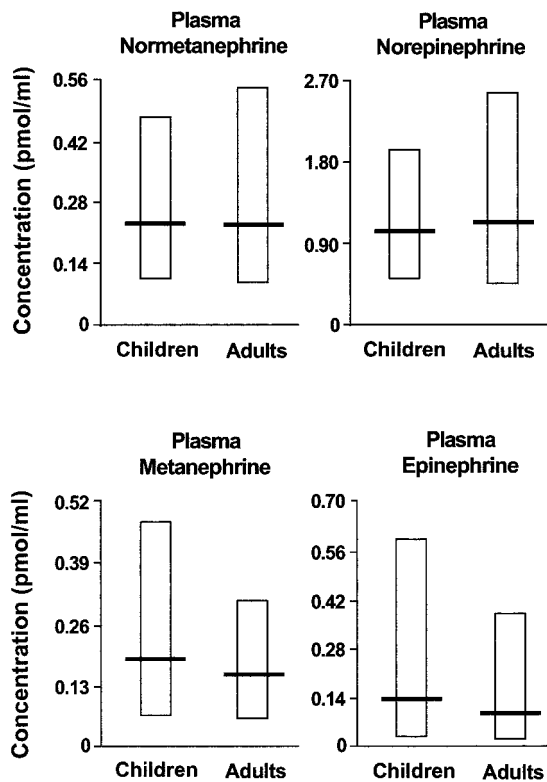 Plasma
Normetanephrine
Plasma
Norepinephrine
Concentration (pmol/ml)
0.56
0.42
0.28
0.14
0
2.70
1.80
0.90
0
Children Adults
Children Adults
Plasma
Metanephrine
Plasma
Epinephrine
Concentration (pmol/ml)
0.52
0.39
0.26
0.13
0
0.70
0.56
0.42
0.28
0.14
0
Children Adults
Children Adults